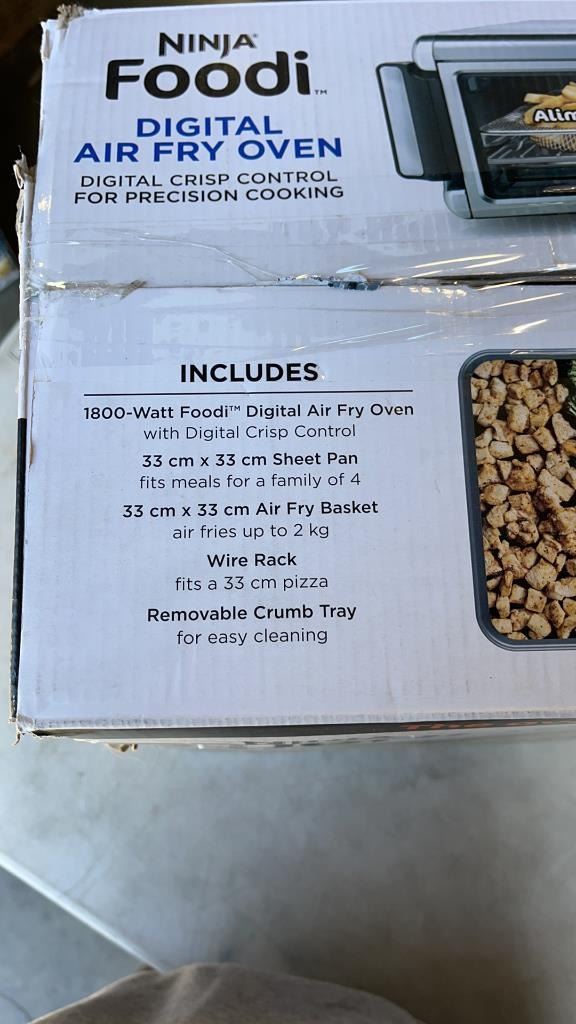 NINJA
Foodi™
DIGITAL
AIR FRY OVEN
DIGITAL CRISP CONTROL
FOR PRECISION COOKING
INCLUDES
1800-Watt Foodi™ Digital Air Fry Oven
with Digital Crisp Control
33 cm x 33 cm Sheet Pan
fits meals for a family of 4
33 cm x 33 cm Air Fry Basket
air fries up to 2 kg
Wire Rack
fits a 33 cm pizza
Removable Crumb Tray
for easy cleaning